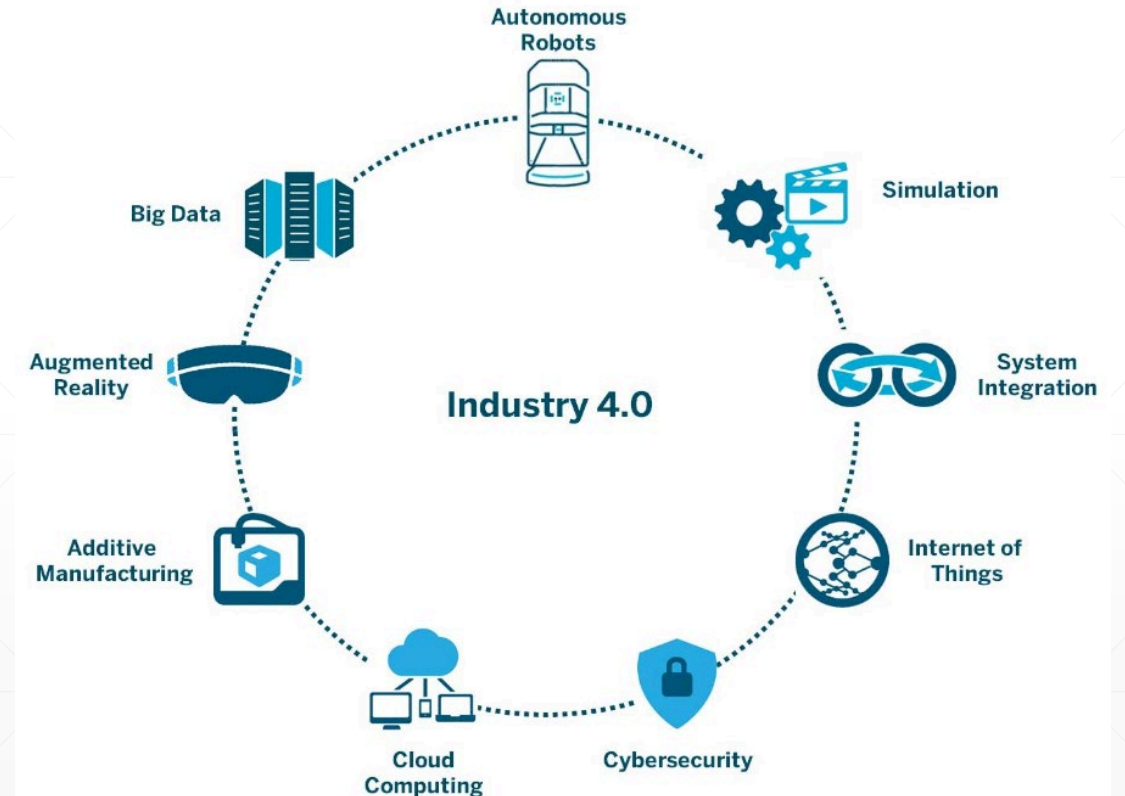 Autonomous
Robots
Simulation
System
Integration
Internet of
Things
Cybersecurity
Cloud
Computing
Additive
Manufacturing
Augmented
Reality
Big Data
Industry 4.0